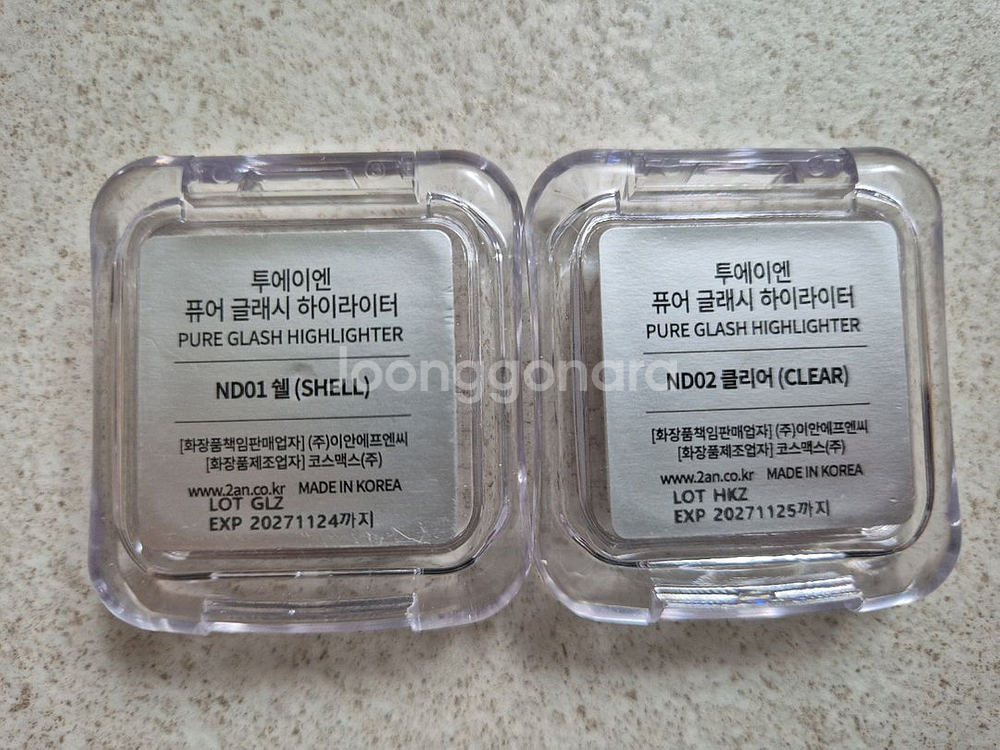 투에이엔
퓨어 글래시 하이라이터
PURE GLASH HIGHLIGHTER
ND01 쉘 (SHELL)
[화장품책임판매업자] (주)이안에프엔씨
[화장품제조업자] 코스맥스(주)
www.2an.co.kr MADE IN KOREA
LOT GLZ
EXP 20271124까지
투에이엔
퓨어 글래시 하이라이터
PURE GLASH HIGHLIGHTER
ND02 클리어 (CLEAR)
[화장품책임판매업자] (주)이안에프엔씨
[화장품제조업자] 코스맥스(주)
www.2an.co.kr MADE IN KOREA
LOT HKZ
EXP 20271125까지
joonggonara